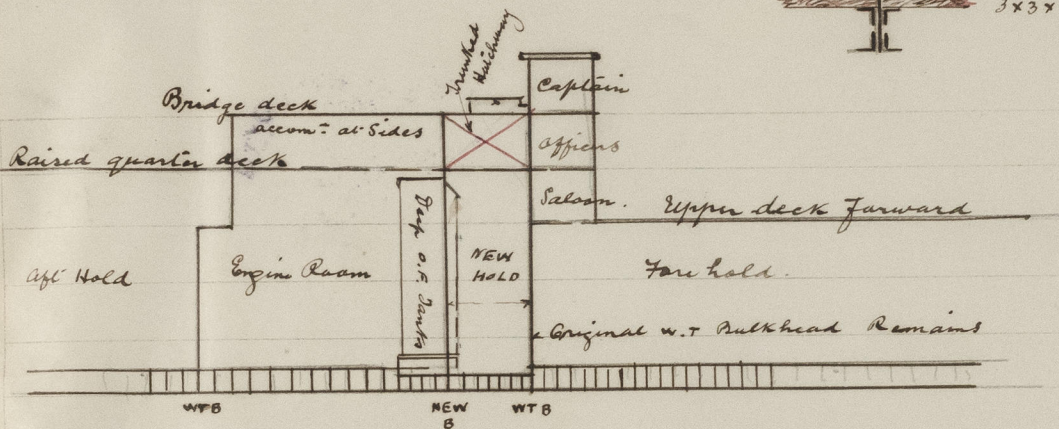 3x3x
Trunked
Hatchway
Captain
Bridge deck
accomn at Sides
Officers
Raised quarter deck
Saloon.
Upper deck Forward
Deep O.F. Tanks
Aft Hold
Engine Room
NEW
HOLD
Fore hold.
Original W.T Bulkhead Remains
WTB
NEW
B
WTB